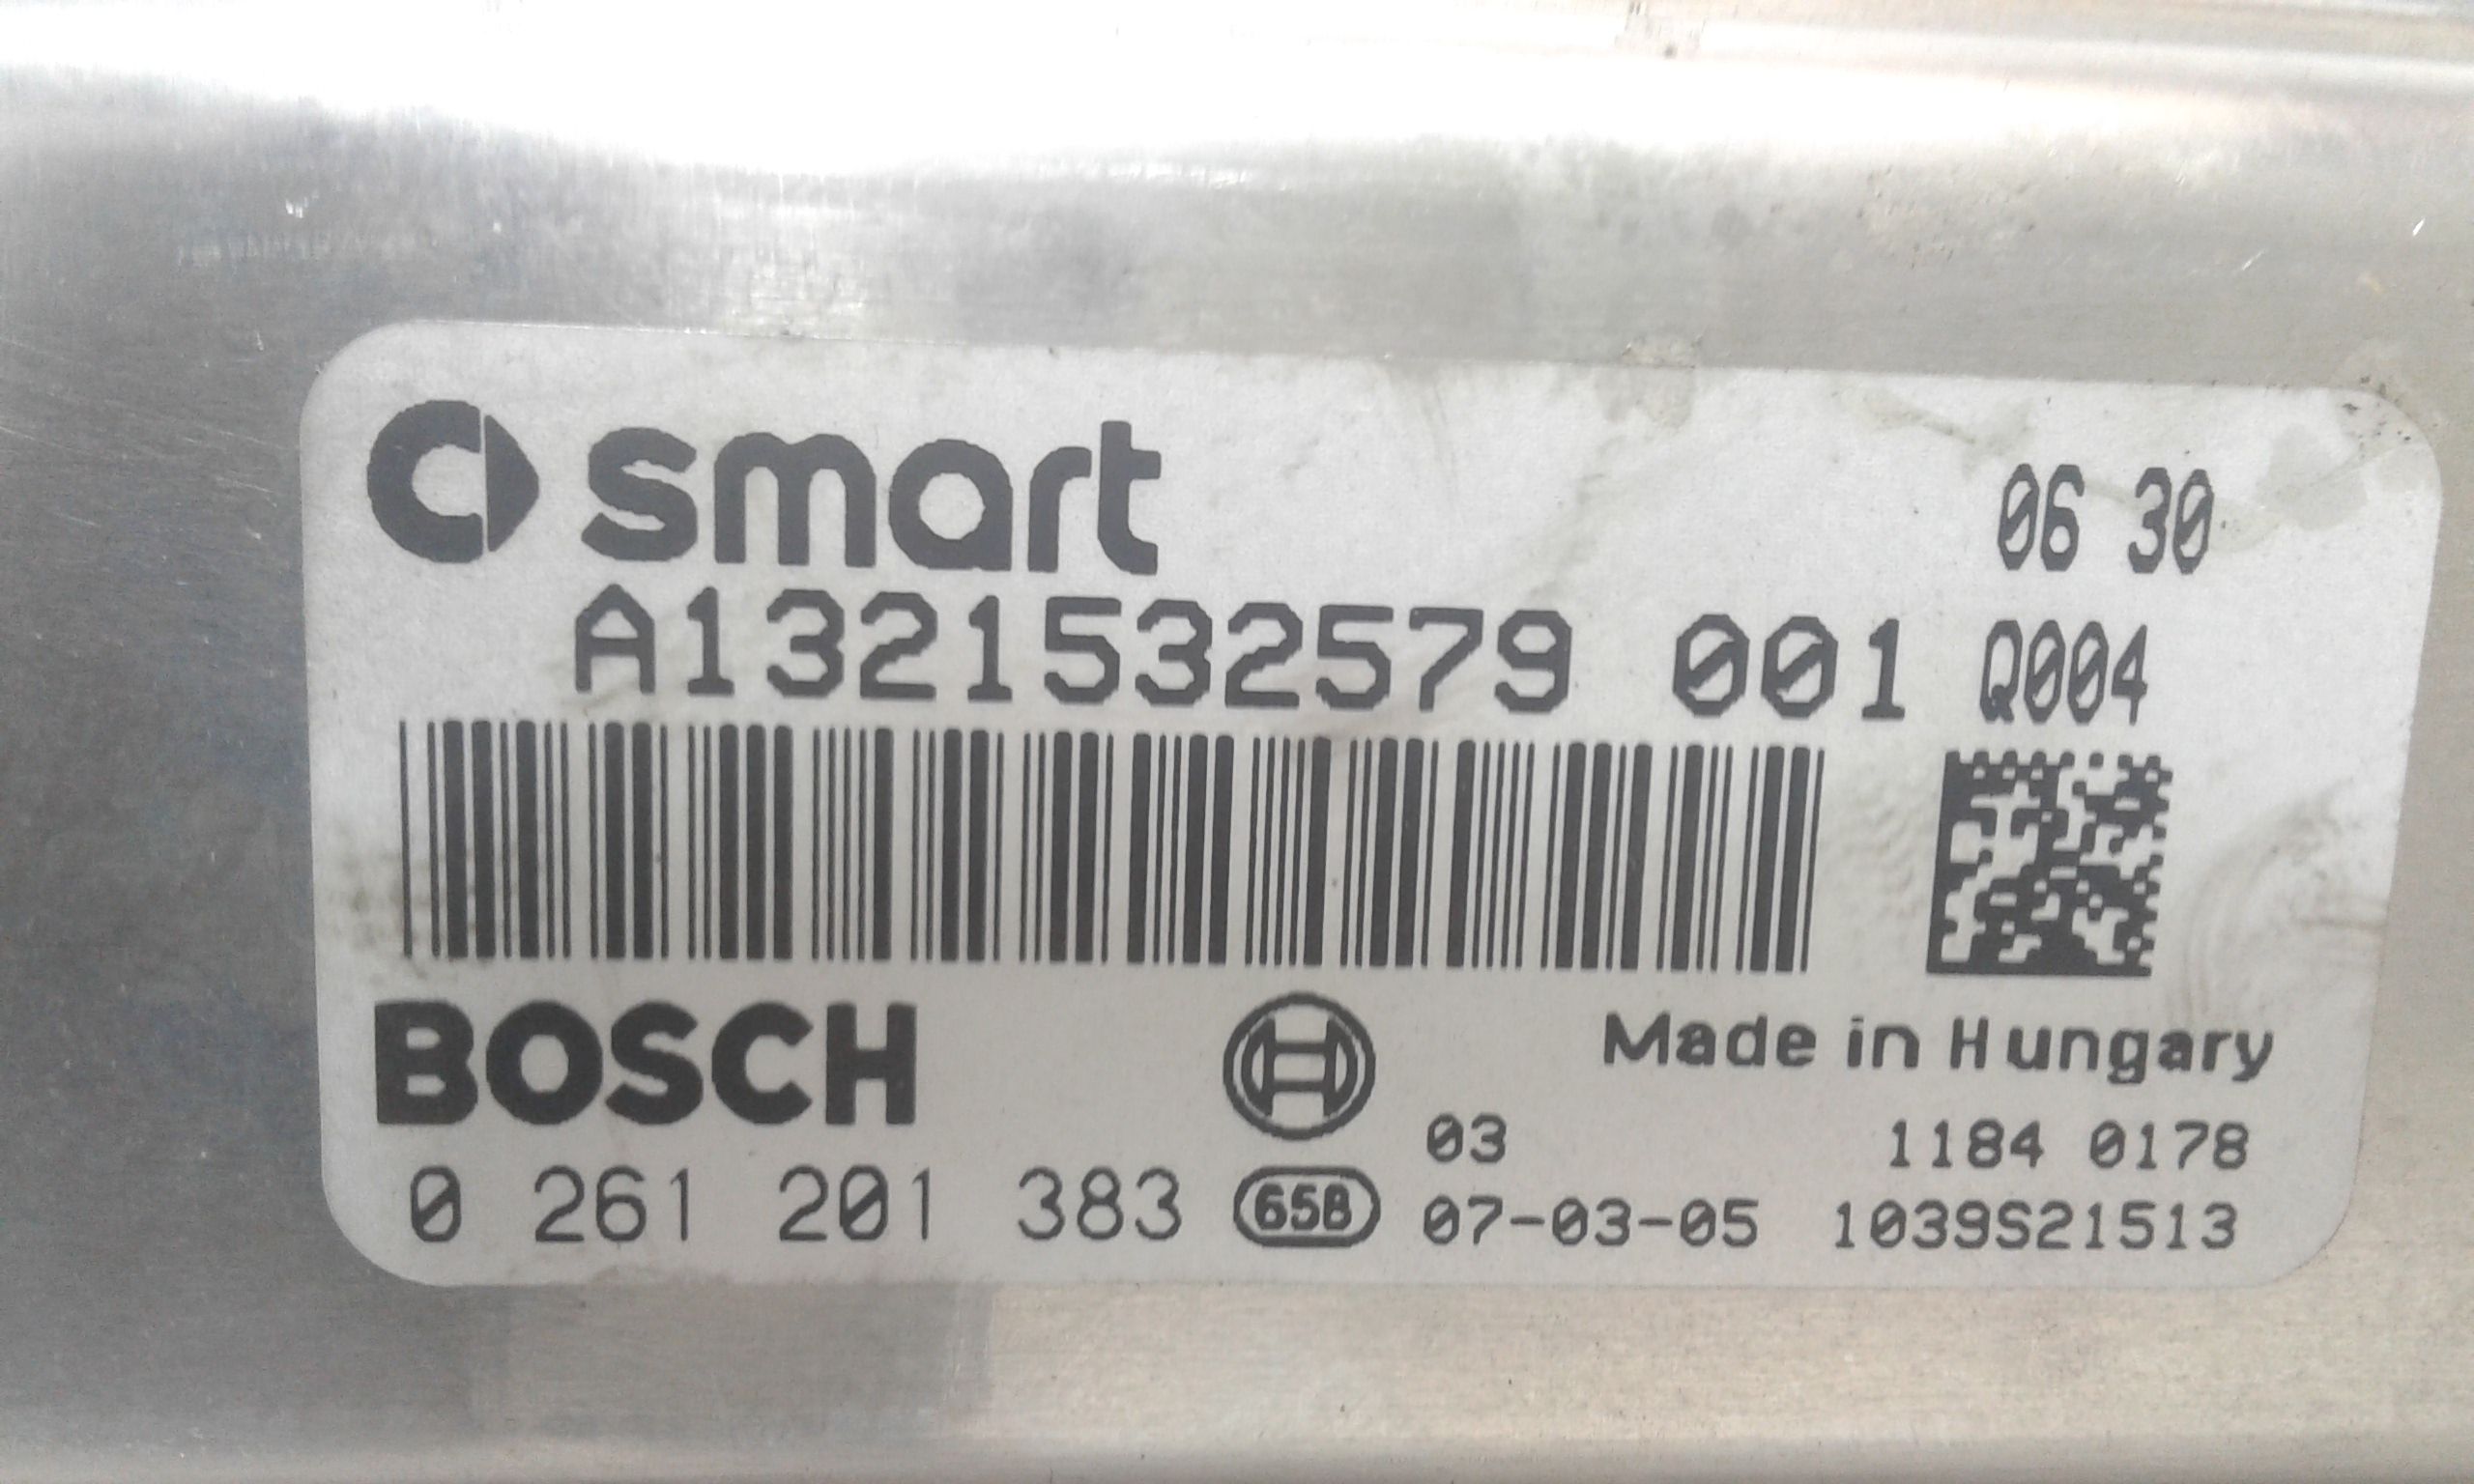 smart 06 30
A1321532579 001 Q004
BOSCH Made in Hungary
03 1184 0178
0 261 201 383 658 07-03-05 1039S21513